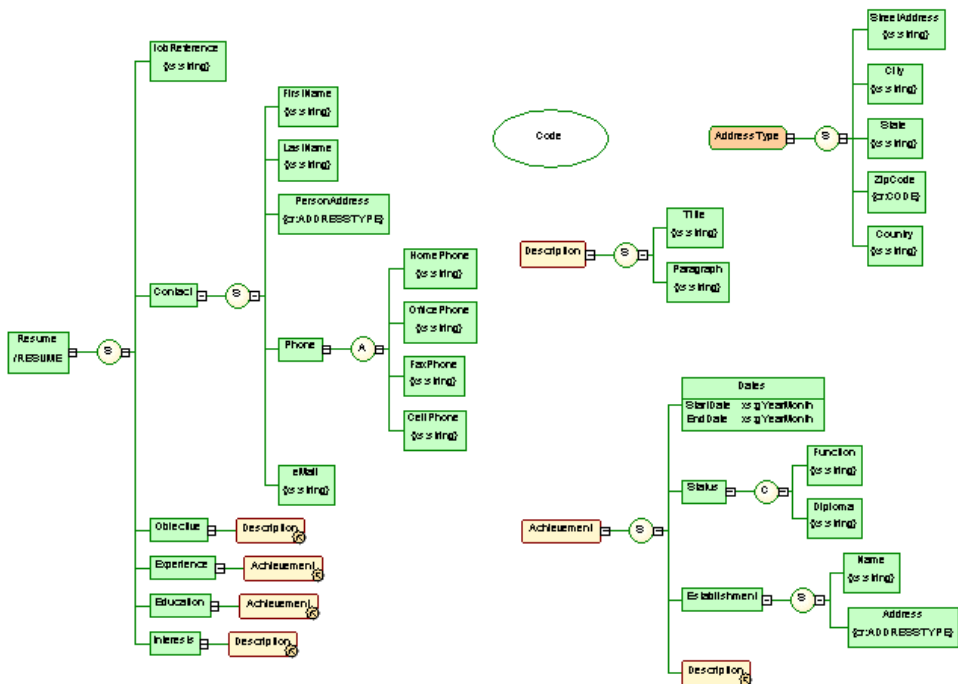 JobReference
{xs:string}
FirstName
{xs:string}
LastName
{xs:string}
PersonAddress
{cr:ADDRESSTYPE}
HomePhone
{xs:string}
OfficePhone
{xs:string}
FaxPhone
{xs:string}
CellPhone
{xs:string}
Contact
S
Phone
A
eMail
{xs:string}
Resume
/RESUME
S
Objective
Description
Experience
Achievement
Education
Achievement
Interests
Description
Code
StreetAddress
{xs:string}
City
{xs:string}
AddressType
S
State
{xs:string}
ZipCode
{cr:CODE}
Country
{xs:string}
Description
S
Title
{xs:string}
Paragraph
{xs:string}
Dates
StartDate xs:gYearMonth
EndDate xs:gYearMonth
Status
C
Function
{xs:string}
Diploma
{xs:string}
Achievement
S
Establishment
S
Name
{xs:string}
Address
{cr:ADDRESSTYPE}
Description